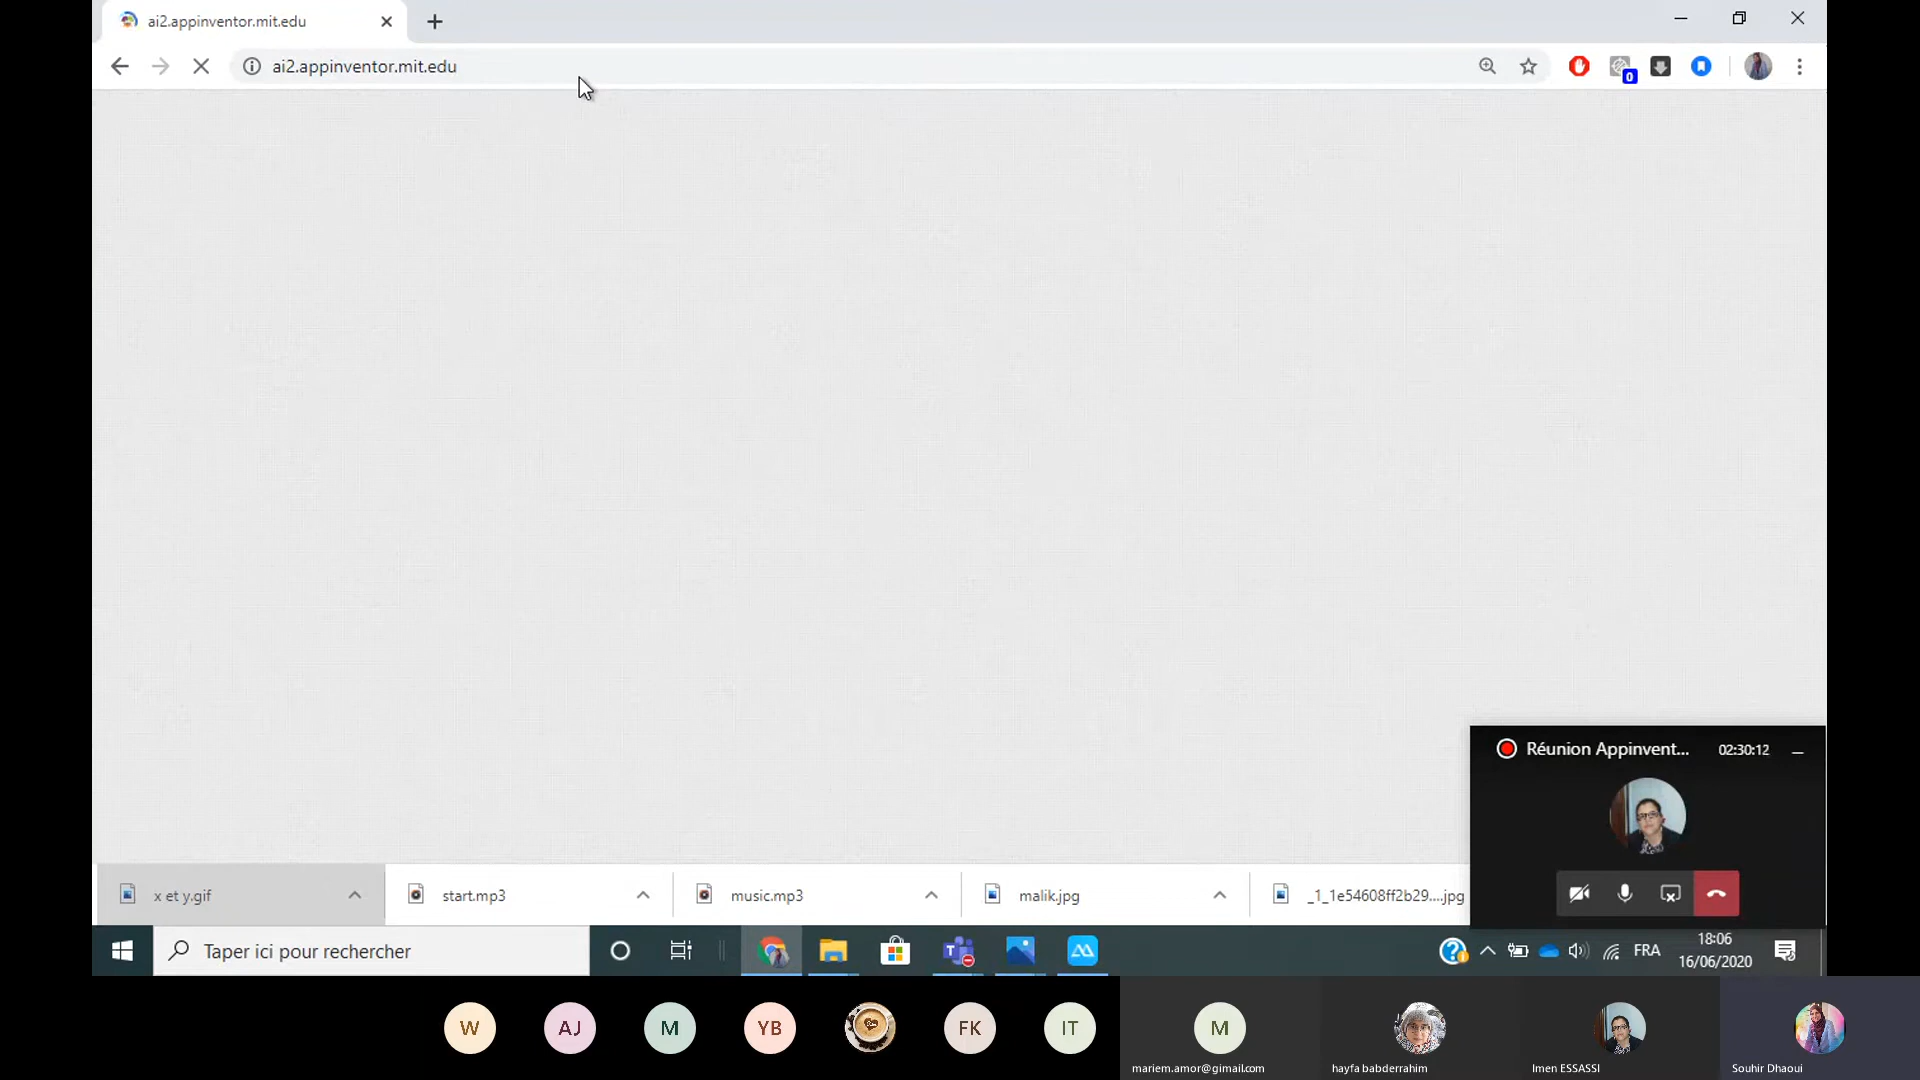 ai2.appinventor.mit.edu
ai2.appinventor.mit.edu
0
Réunion Appinvent...
02:30:12
x et y.gif
start.mp3
music.mp3
malik.jpg
_1_1e54608ff2b29....jpg
Taper ici pour rechercher
FRA
18:06
16/06/2020
W
AJ
M
YB
FK
IT
M
mariem.amor@gimail.com
hayfa babderrahim
Imen ESSASSI
Souhir Dhaoui